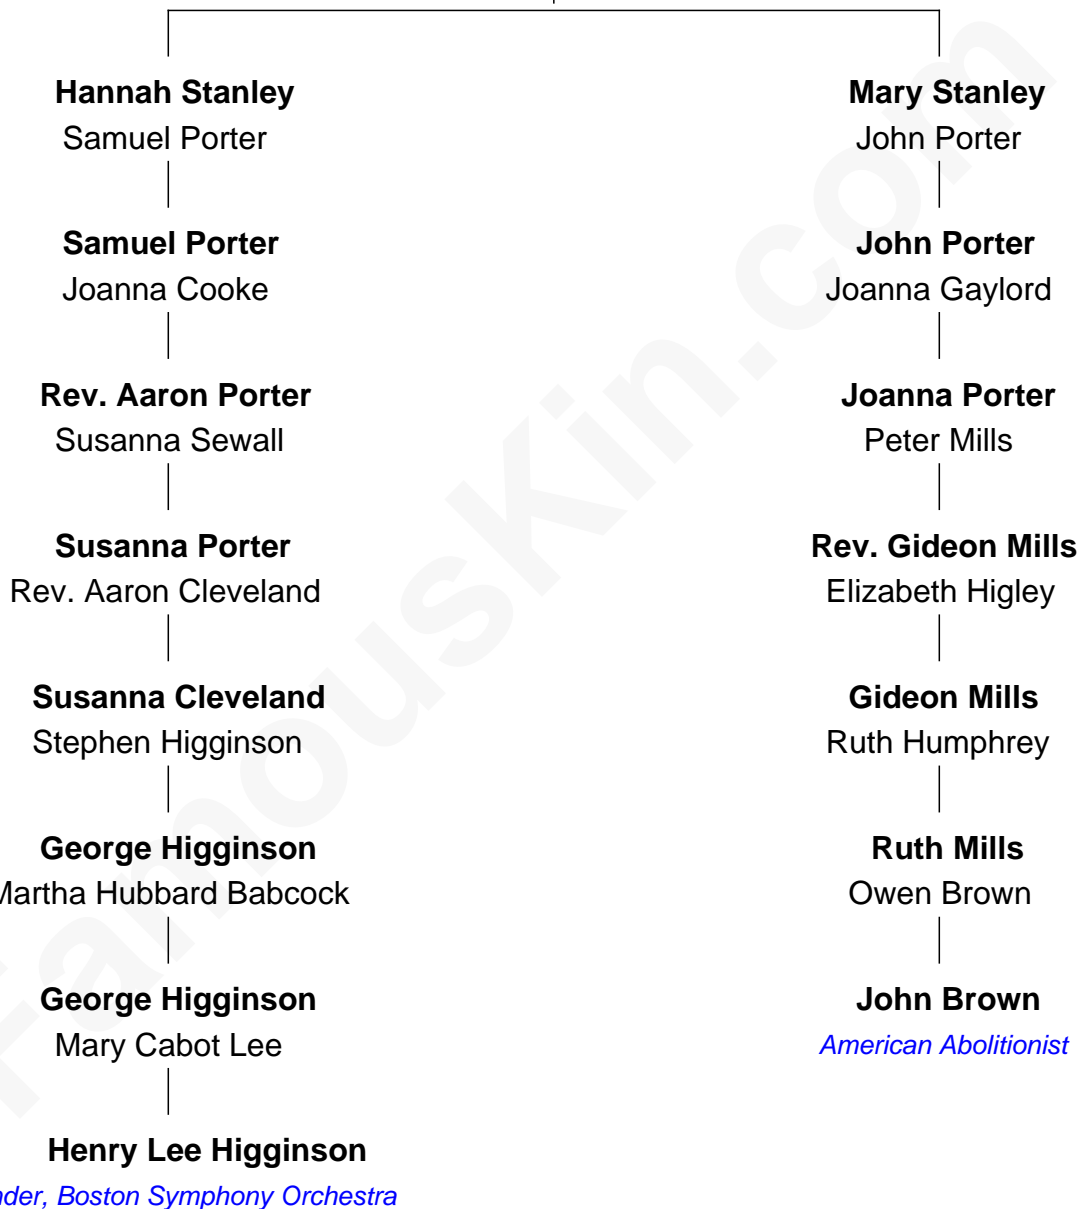 Hannah Stanley
Samuel Porter
Mary Stanley
John Porter
Samuel Porter
Joanna Cooke
John Porter
Joanna Gaylord
Rev. Aaron Porter
Susanna Sewall
Joanna Porter
Peter Mills
Susanna Porter
Rev. Aaron Cleveland
Rev. Gideon Mills
Elizabeth Higley
Susanna Cleveland
Stephen Higginson
Gideon Mills
Ruth Humphrey
George Higginson
Martha Hubbard Babcock
Ruth Mills
Owen Brown
George Higginson
Mary Cabot Lee
John Brown
American Abolitionist
Henry Lee Higginson
nder, Boston Symphony Orchestra
FamousKin.com